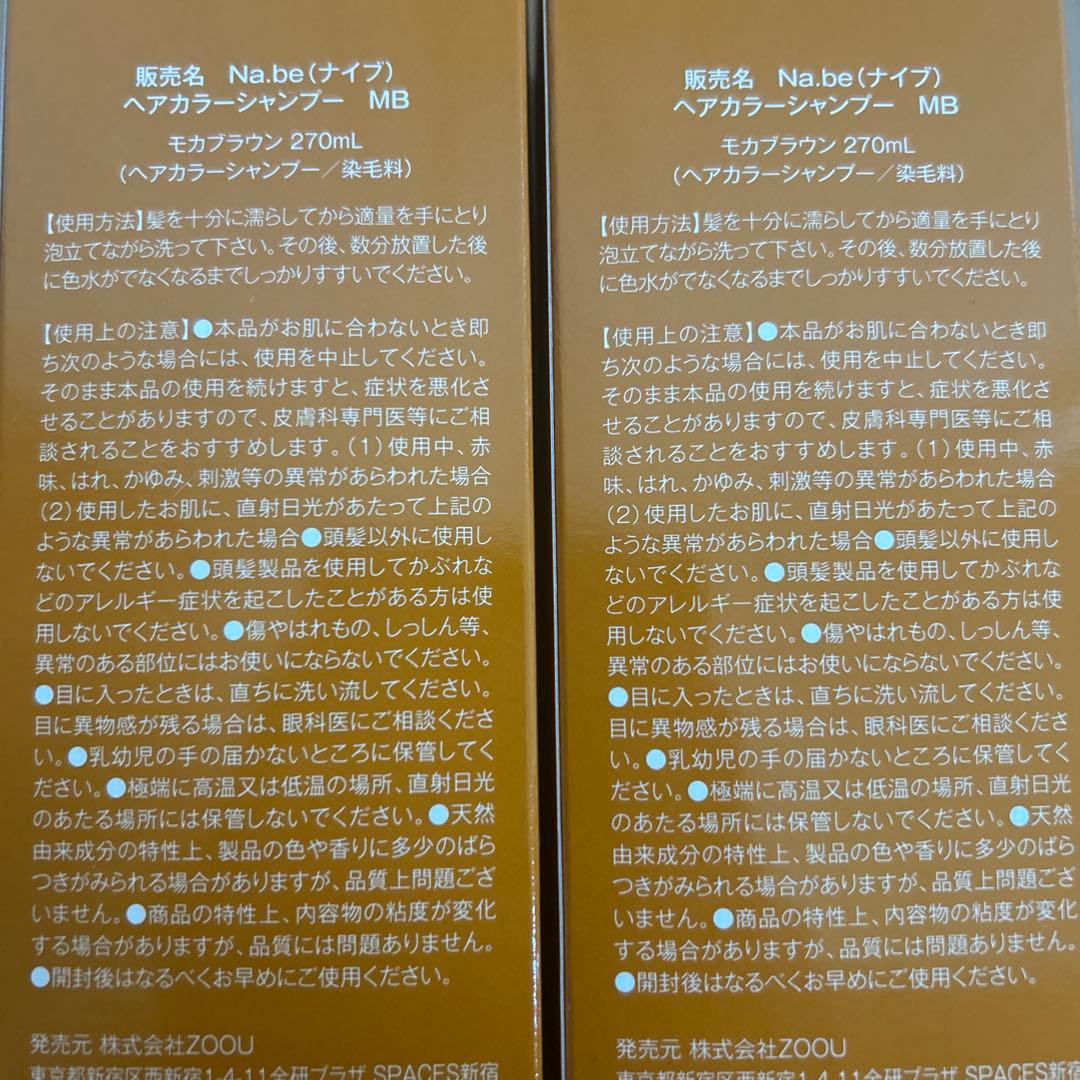 販売名 Na.be（ナイブ）
ヘアカラーシャンプー MB
モカブラウン 270mL
（ヘアカラーシャンプー／染毛料）
【使用方法】髪を十分に濡らしてから適量を手にとり
泡立てながら洗って下さい。その後、数分放置した後
に色水がでなくなるまでしっかりすすいでください。
【使用上の注意】●本品がお肌に合わないとき即
ち次のような場合には、使用を中止してください。
そのまま本品の使用を続けますと、症状を悪化さ
せることがありますので、皮膚科専門医等にご相
談されることをおすすめします。（1）使用中、赤
味、はれ、かゆみ、刺激等の異常があらわれた場合
（2）使用したお肌に、直射日光があたって上記の
ような異常があらわれた場合●頭髪以外に使用し
ないでください。●頭髪製品を使用してかぶれな
どのアレルギー症状を起こしたことがある方は使
用しないでください。●傷やはれもの、しっしん等、
異常のある部位にはお使いにならないでください。
●目に入ったときは、直ちに洗い流してください。
目に異物感が残る場合は、眼科医にご相談くださ
い。●乳幼児の手の届かないところに保管してく
ださい。●極端に高温又は低温の場所、直射日光
のあたる場所には保管しないでください。●天然
由来成分の特性上、製品の色や香りに多少のばら
つきがみられる場合がありますが、品質上問題ござ
いません。●商品の特性上、内容物の粘度が変化
する場合がありますが、品質には問題ありません。
●開封後はなるべくお早めにご使用ください。
発売元 株式会社ZOOU
東京都新宿区西新宿1-4-11全研プラザ SPACES新宿
販売名 Na.be（ナイブ）
ヘアカラーシャンプー MB
モカブラウン 270mL
（ヘアカラーシャンプー／染毛料）
【使用方法】髪を十分に濡らしてから適量を手にとり
泡立てながら洗って下さい。その後、数分放置した後
に色水がでなくなるまでしっかりすすいでください。
【使用上の注意】●本品がお肌に合わないとき即
ち次のような場合には、使用を中止してください。
そのまま本品の使用を続けますと、症状を悪化さ
せることがありますので、皮膚科専門医等にご相
談されることをおすすめします。（1）使用中、赤
味、はれ、かゆみ、刺激等の異常があらわれた場合
（2）使用したお肌に、直射日光があたって上記の
ような異常があらわれた場合●頭髪以外に使用し
ないでください。●頭髪製品を使用してかぶれな
どのアレルギー症状を起こしたことがある方は使
用しないでください。●傷やはれもの、しっしん等、
異常のある部位にはお使いにならないでください。
●目に入ったときは、直ちに洗い流してください。
目に異物感が残る場合は、眼科医にご相談くださ
い。●乳幼児の手の届かないところに保管してく
ださい。●極端に高温又は低温の場所、直射日光
のあたる場所には保管しないでください。●天然
由来成分の特性上、製品の色や香りに多少のばら
つきがみられる場合がありますが、品質上問題ござ
いません。●商品の特性上、内容物の粘度が変化
する場合がありますが、品質には問題ありません。
●開封後はなるべくお早めにご使用ください。
発売元 株式会社ZOOU
東京都新宿区西新宿1-4-11全研プラザ SPACES新宿